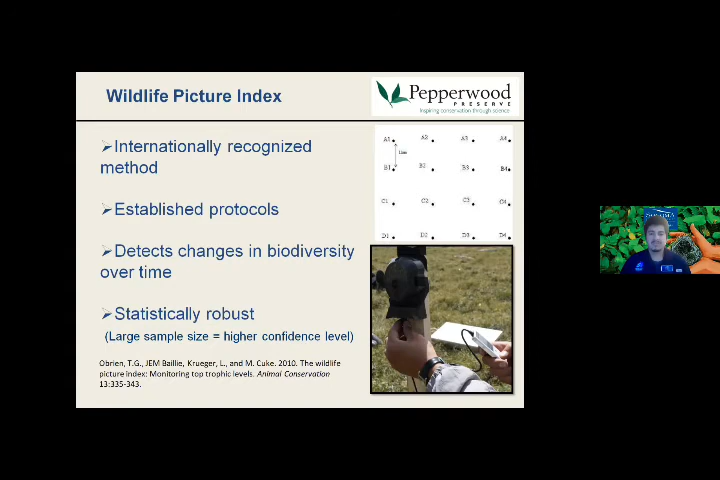 Wildlife Picture Index
Pepperwood
PRESERVE
Inspiring conservation through science
➢Internationally recognized
method
➢Established protocols
➢Detects changes in biodiversity
over time
➢Statistically robust
(Large sample size = higher confidence level)
Obrien, T.G., JEM Baillie, Krueger, L., and M. Cuke. 2010. The wildlife
picture index: Monitoring top trophic levels. Animal Conservation
13:335-343.
A1 A2 A3 A4
B1 B2 B3 B4
C1 C2 C3 C4
D1 D2 D3 D4